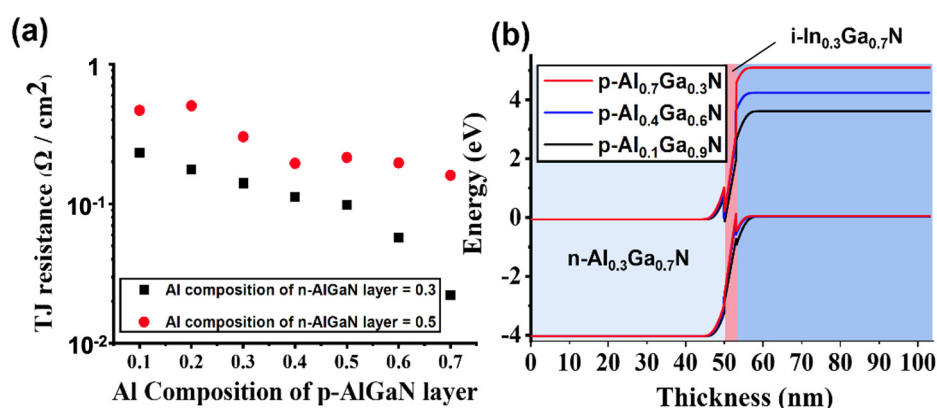 (a)
TJ resistance (Ω / cm2)
1
10-1
10-2
Al composition of n-AlGaN layer = 0.3
Al composition of n-AlGaN layer = 0.5
0.1 0.2 0.3 0.4 0.5 0.6 0.7
Al Composition of p-AlGaN layer
(b)
i-In0.3Ga0.7N
p-Al0.7Ga0.3N
p-Al0.4Ga0.6N
p-Al0.1Ga0.9N
n-Al0.3Ga0.7N
Energy (eV)
4
2
0
-2
-4
0 10 20 30 40 50 60 70 80 90 100
Thickness (nm)